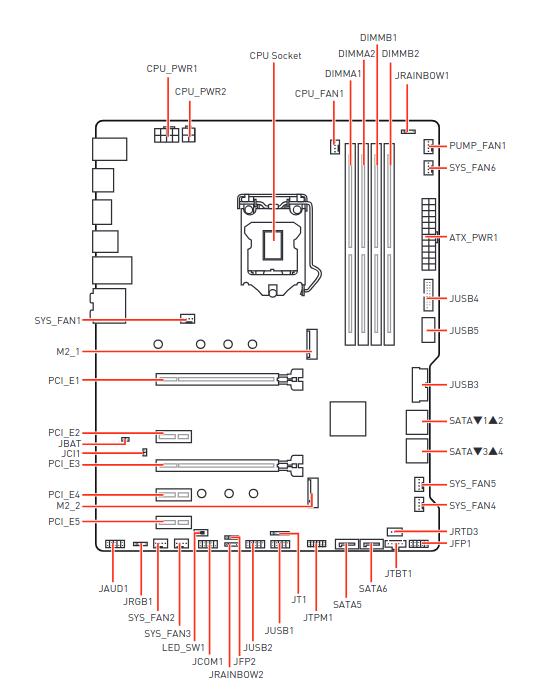 DIMMB1
CPU_PWR1
CPU Socket
DIMMA2
DIMMB2
DIMMA1
JRAINBOW1
CPU_PWR2
CPU_FAN1
PUMP_FAN1
SYS_FAN6
ATX_PWR1
JUSB4
SYS_FAN1
JUSB5
M2_1
PCI_E1
JUSB3
SATA▼1▲2
PCI_E2
JBAT
JCI1
SATA▼3▲4
PCI_E3
SYS_FAN5
PCI_E4
M2_2
SYS_FAN4
PCI_E5
JRTD3
JFP1
JAUD1
JRGB1
SYS_FAN2
SYS_FAN3
LED_SW1
JCOM1
JFP2
JRAINBOW2
JUSB2
JUSB1
JT1
JTPM1
SATA5
SATA6
JTBT1